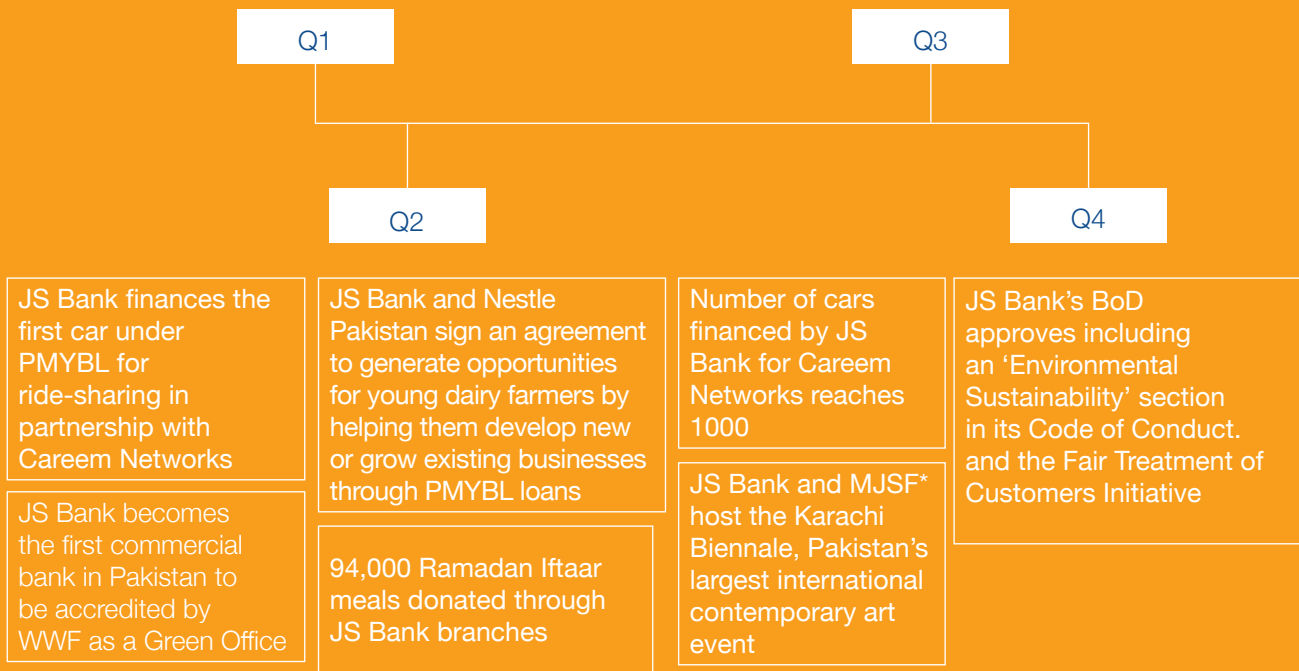 Q1
Q3
Q2
Q4
JS Bank finances the
first car under
PMYBL for
ride-sharing in
partnership with
Careem Networks
JS Bank becomes
the first commercial
bank in Pakistan to
be accredited by
WWF as a Green Office
JS Bank and Nestle
Pakistan sign an agreement
to generate opportunities
for young dairy farmers by
helping them develop new
or grow existing businesses
through PMYBL loans
94,000 Ramadan Iftaar
meals donated through
JS Bank branches
Number of cars
financed by JS
Bank for Careem
Networks reaches
1000
JS Bank and MJSF*
host the Karachi
Biennale, Pakistan’s
largest international
contemporary art
event
JS Bank’s BoD
approves including
an ‘Environmental
Sustainability’ section
in its Code of Conduct.
and the Fair Treatment of
Customers Initiative